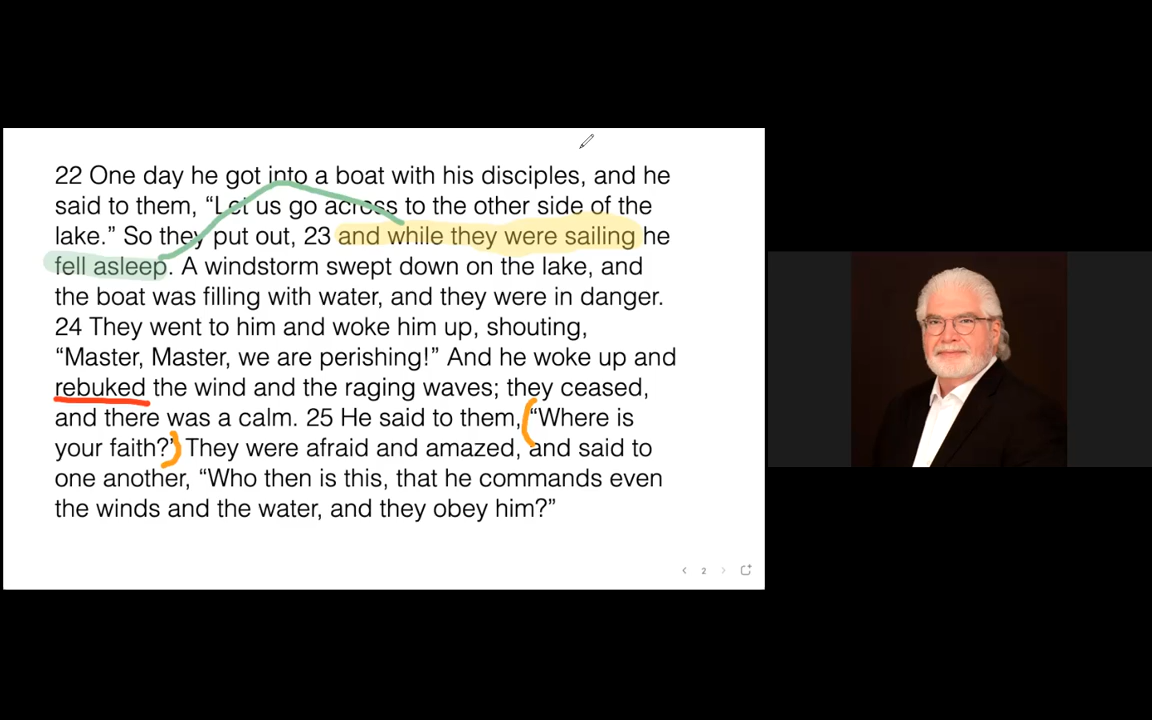 22 One day he got into a boat with his disciples, and he
said to them, “Let us go across to the other side of the
lake.” So they put out, 23 and while they were sailing he
fell asleep. A windstorm swept down on the lake, and
the boat was filling with water, and they were in danger.
24 They went to him and woke him up, shouting,
“Master, Master, we are perishing!” And he woke up and
rebuked the wind and the raging waves; they ceased,
and there was a calm. 25 He said to them, “Where is
your faith?” They were afraid and amazed, and said to
one another, “Who then is this, that he commands even
the winds and the water, and they obey him?”
2